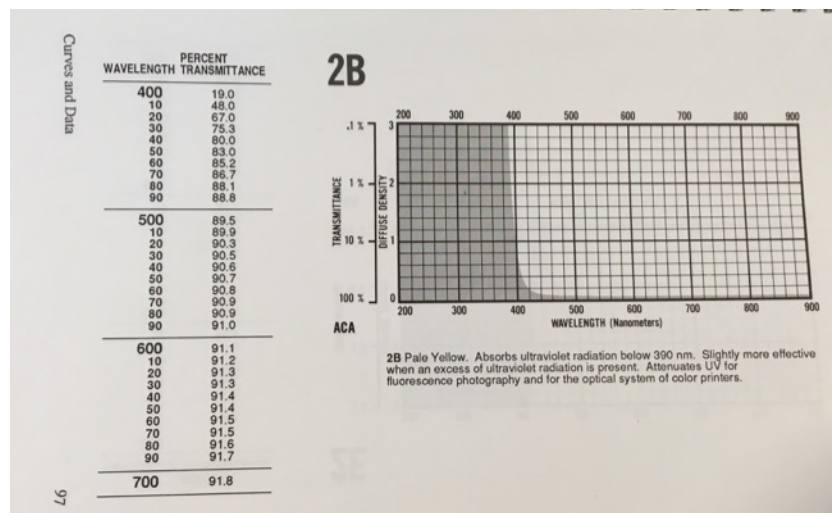 Curves and Data
PERCENT
WAVELENGTH TRANSMITTANCE
400 19.0
10 48.0
20 67.0
30 75.3
40 80.0
50 83.0
60 85.2
70 86.7
80 88.1
90 88.8
500 89.5
10 89.9
20 90.3
30 90.5
40 90.6
50 90.7
60 90.8
70 90.9
80 90.9
90 91.0
600 91.1
10 91.2
20 91.3
30 91.3
40 91.4
50 91.4
60 91.5
70 91.5
80 91.6
90 91.7
700 91.8
97
2B
200 300 400 500 600 700 800 900
.1 % 3
1 % 2
10 % 1
100 % 0
TRANSMITTANCE
DIFFUSE DENSITY
200 300 400 500 600 700 800 900
WAVELENGTH (Nanometers)
ACA
2B Pale Yellow. Absorbs ultraviolet radiation below 390 nm. Slightly more effective
when an excess of ultraviolet radiation is present. Attenuates UV for
fluorescence photography and for the optical system of color printers.